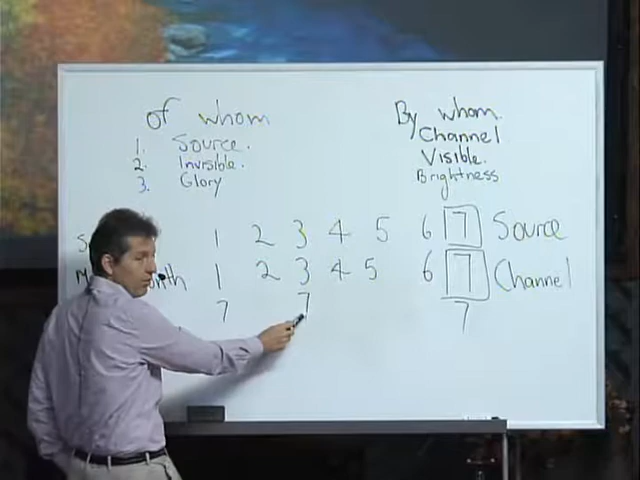 of whom
1. Source.
2. Invisible.
3. Glory
By whom.
Channel
Visible.
Brightness
1 2 3 4 5 6 7 Source
1 2 3 4 5 6 7 Channel
7 7 7